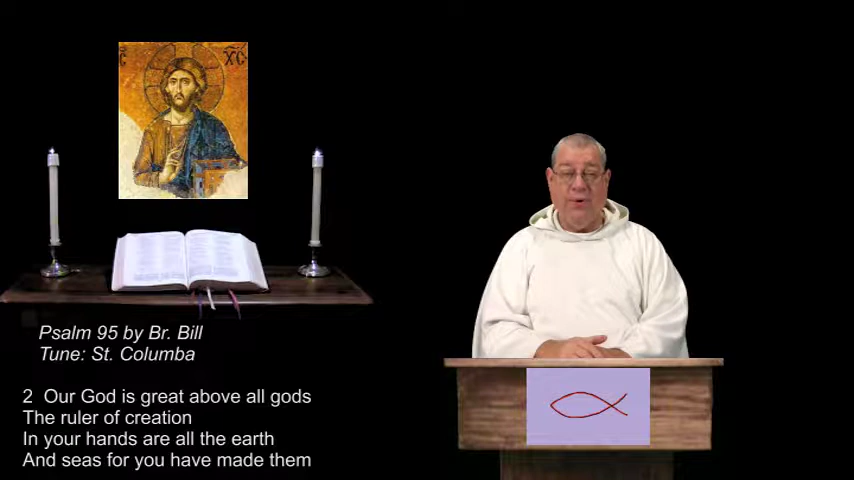 Psalm 95 by Br. Bill
Tune: St. Columba
2 Our God is great above all gods
The ruler of creation
In your hands are all the earth
And seas for you have made them